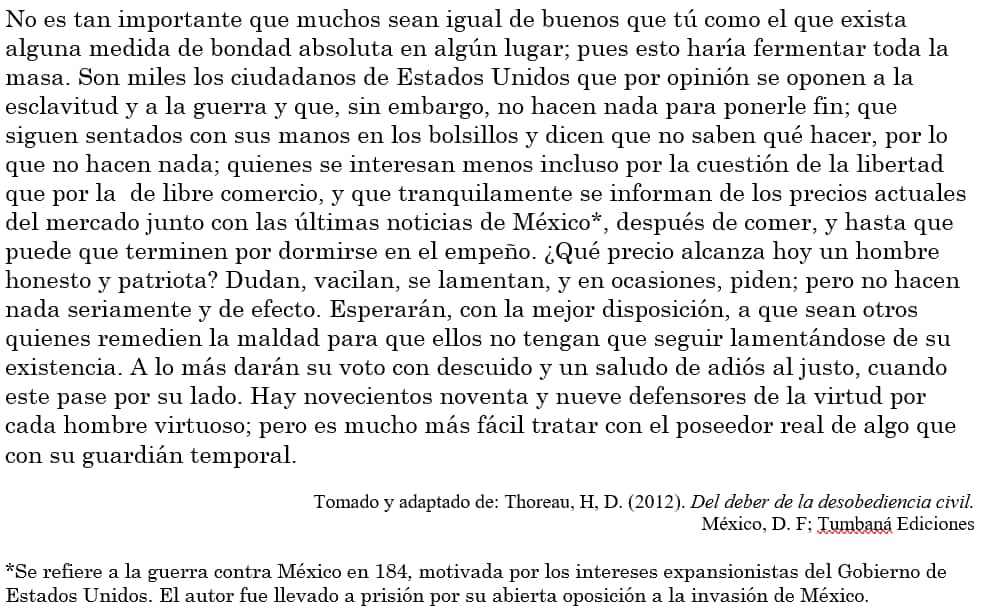 No es tan importante que muchos sean igual de buenos que tú como el que exista
alguna medida de bondad absoluta en algún lugar; pues esto haría fermentar toda la
masa. Son miles los ciudadanos de Estados Unidos que por opinión se oponen a la
esclavitud y a la guerra y que, sin embargo, no hacen nada para ponerle fin; que
siguen sentados con sus manos en los bolsillos y dicen que no saben qué hacer, por lo
que no hacen nada; quienes se interesan menos incluso por la cuestión de la libertad
que por la  de libre comercio, y que tranquilamente se informan de los precios actuales
del mercado junto con las últimas noticias de México*, después de comer, y hasta que
puede que terminen por dormirse en el empeño. ¿Qué precio alcanza hoy un hombre
honesto y patriota? Dudan, vacilan, se lamentan, y en ocasiones, piden; pero no hacen
nada seriamente y de efecto. Esperarán, con la mejor disposición, a que sean otros
quienes remedien la maldad para que ellos no tengan que seguir lamentándose de su
existencia. A lo más darán su voto con descuido y un saludo de adiós al justo, cuando
este pase por su lado. Hay novecientos noventa y nueve defensores de la virtud por
cada hombre virtuoso; pero es mucho más fácil tratar con el poseedor real de algo que
con su guardián temporal.
Tomado y adaptado de: Thoreau, H, D. (2012). Del deber de la desobediencia civil.
México, D. F; Tumbaná Ediciones
*Se refiere a la guerra contra México en 184, motivada por los intereses expansionistas del Gobierno de
Estados Unidos. El autor fue llevado a prisión por su abierta oposición a la invasión de México.